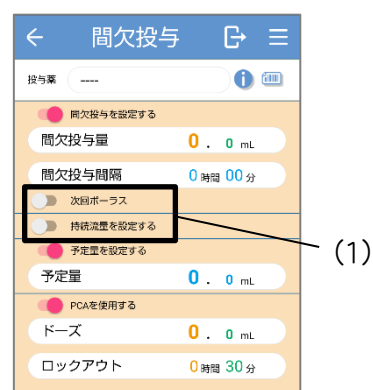 間欠投与
投与薬 ----
間欠投与を設定する
間欠投与量 0 . 0 mL
間欠投与間隔 0 時間 00 分
次回ボーラス
持続流量を設定する
(1)
予定量を設定する
予定量 0 . 0 mL
PCAを使用する
ドーズ 0 . 0 mL
ロックアウト 0 時間 30 分